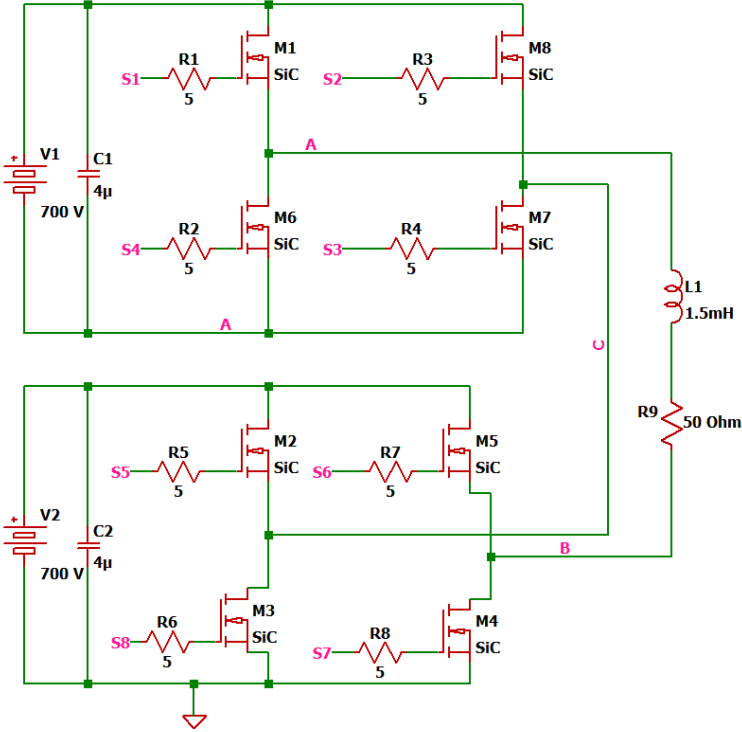 R1
M1
R3
M8
S1
S2
5
SiC
5
SiC
A
+
V1
C1
4µ
700 V
R2
M6
R4
M7
S4
S3
5
SiC
5
SiC
L1
1.5mH
A
C
R9
50 Ohm
R5
M2
R7
M5
S5
S6
5
SiC
5
SiC
+
V2
C2
4µ
700 V
B
R6
M3
R8
M4
S8
SiC
S7
SiC
5
5